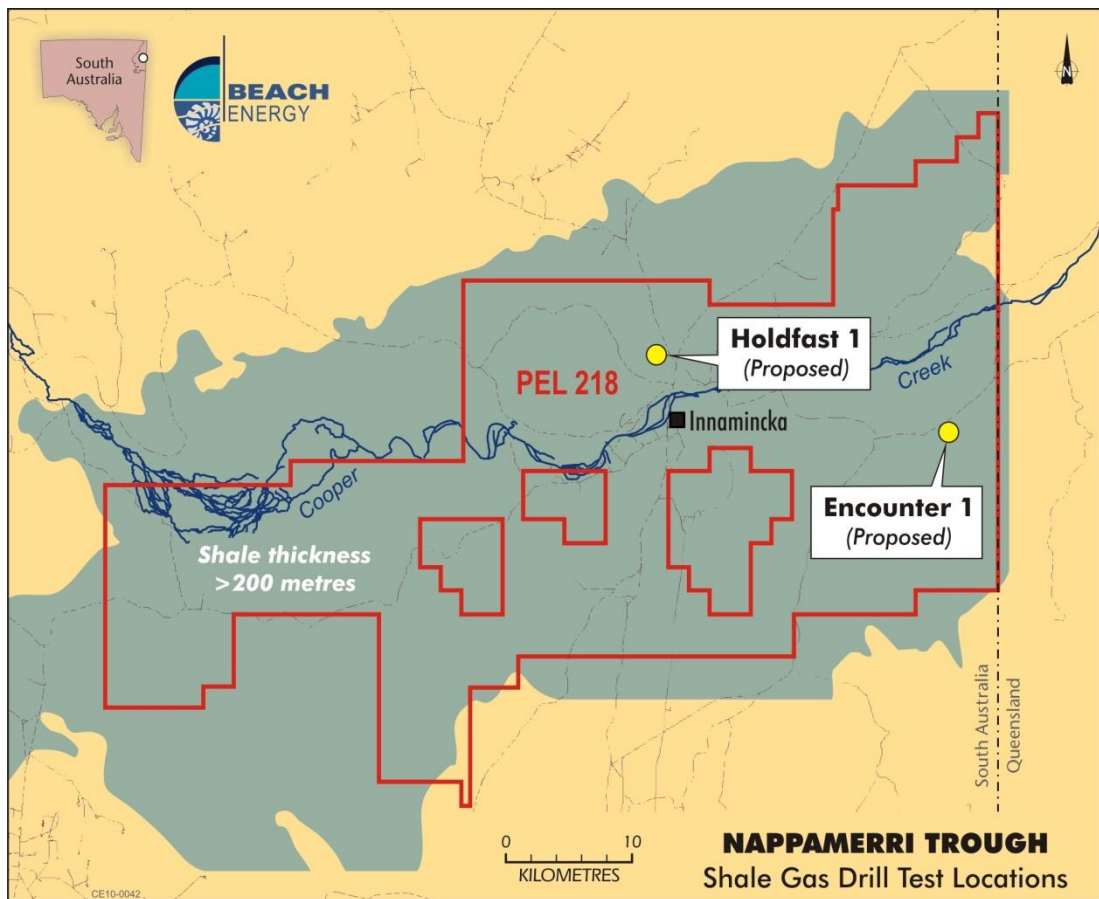 South
Australia
BEACH
ENERGY
N
Holdfast 1
(Proposed)
PEL 218
Creek
Innamincka
Cooper
Encounter 1
(Proposed)
Shale thickness
>200 metres
South Australia
Queensland
0 10
KILOMETRES
NAPPAMERRI TROUGH
Shale Gas Drill Test Locations
CE10-0042